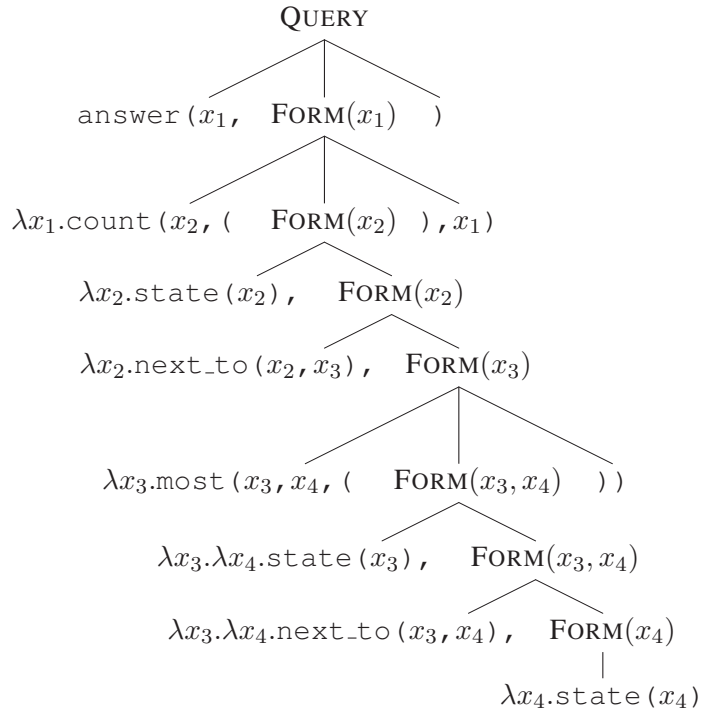 QUERY
answer(x₁, FORM(x₁) )
λx₁.count(x₂,( FORM(x₂) ),x₁)
λx₂.state(x₂), FORM(x₂)
λx₂.next_to(x₂,x₃), FORM(x₃)
λx₃.most(x₃,x₄,( FORM(x₃, x₄) ))
λx₃.λx₄.state(x₃), FORM(x₃, x₄)
λx₃.λx₄.next_to(x₃,x₄), FORM(x₄)
λx₄.state(x₄)